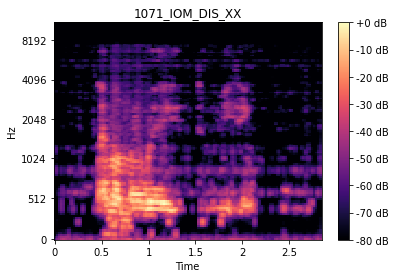 1071_IOM_DIS_XX
8192
4096
2048
1024
512
0
Hz
0
0.5
1
1.5
2
2.5
Time
+0 dB
-10 dB
-20 dB
-30 dB
-40 dB
-50 dB
-60 dB
-70 dB
-80 dB